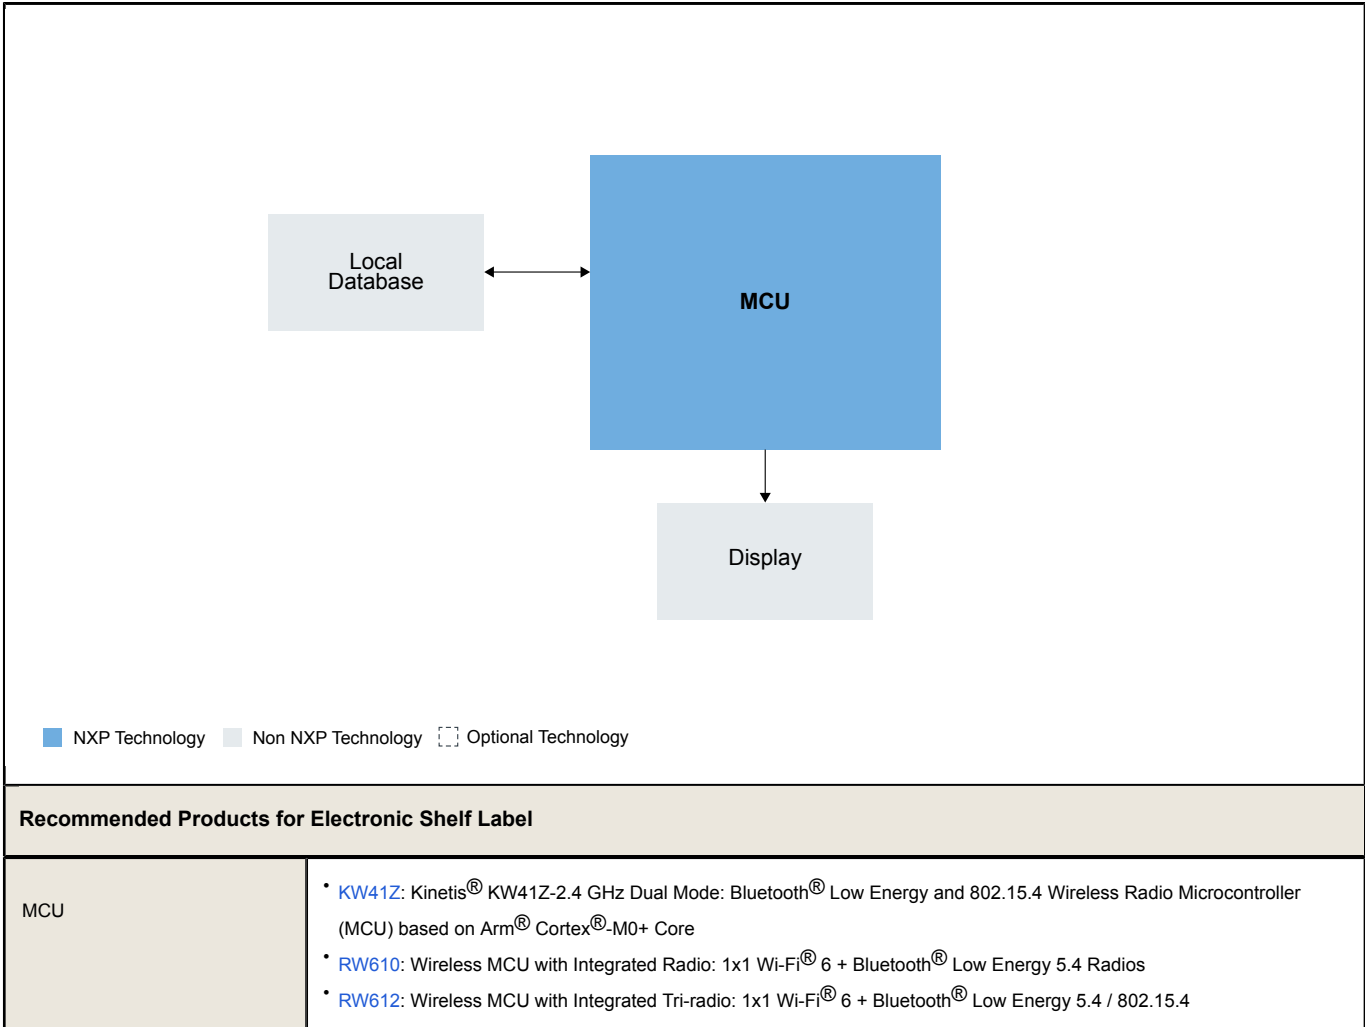 Local
Database
MCU
Display
NXP Technology Non NXP Technology Optional Technology
Recommended Products for Electronic Shelf Label
MCU
• KW41Z: Kinetis® KW41Z-2.4 GHz Dual Mode: Bluetooth® Low Energy and 802.15.4 Wireless Radio Microcontroller
(MCU) based on Arm® Cortex®-M0+ Core
• RW610: Wireless MCU with Integrated Radio: 1x1 Wi-Fi® 6 + Bluetooth® Low Energy 5.4 Radios
• RW612: Wireless MCU with Integrated Tri-radio: 1x1 Wi-Fi® 6 + Bluetooth® Low Energy 5.4 / 802.15.4